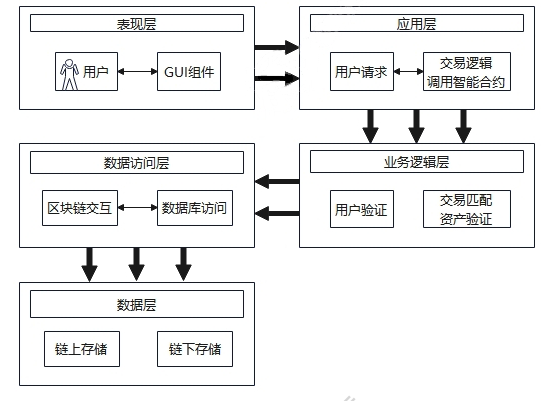 表现层
用户
GUI组件
应用层
用户请求
交易逻辑
调用智能合约
数据访问层
区块链交互
数据库访问
业务逻辑层
用户验证
交易匹配
资产验证
数据层
链上存储
链下存储